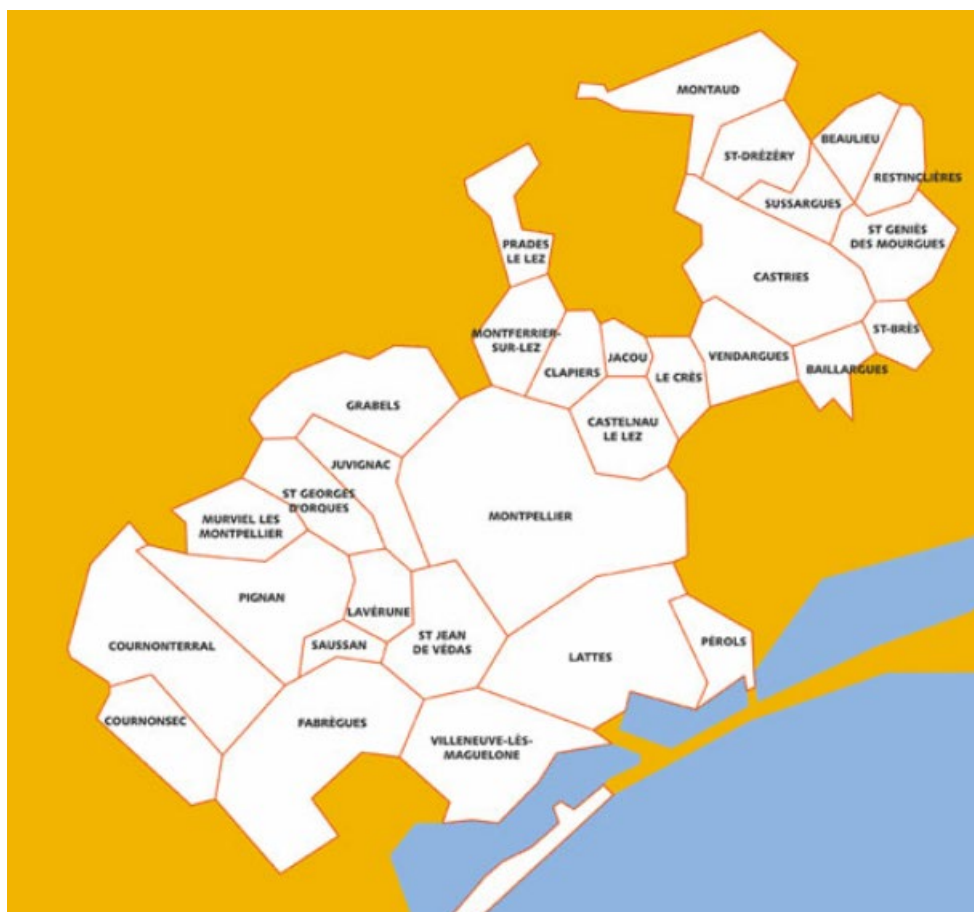 MONTAUD
BEAULIEU
ST-DRÉZÉRY
RESTINCLIÈRES
SUSSARGUES
ST GENIÈS
DES MOURGUES
PRADES
LE LEZ
CASTRIES
ST-BRÈS
MONTFERRIER-
SUR-LEZ
JACOU
VENDARGUES
CLAPIERS
BAILLARGUES
LE CRÈS
GRABELS
CASTELNAU
LE LEZ
JUVIGNAC
ST GEORGES
D'ORQUES
MONTPELLIER
MURVIEL LES
MONTPELLIER
PIGNAN
LAVÉRUNE
COURNONTERRAL
SAUSSAN
ST JEAN
DE VÉDAS
PÉROLS
LATTES
COURNONSEC
FABRÈGUES
VILLENEUVE-LÈS-
MAGUELONE